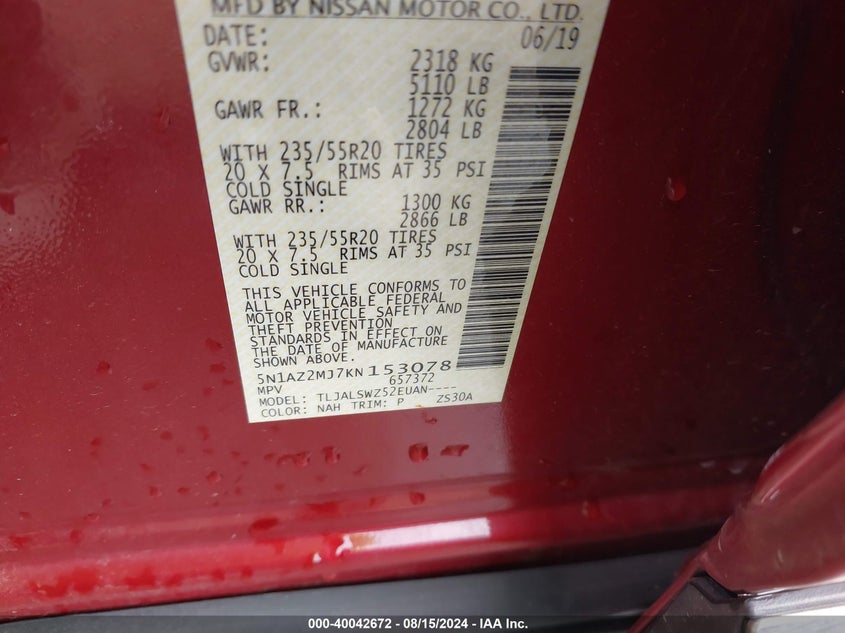 MFD BY NISSAN MOTOR CO., LTD.
DATE: 06/19
GVWR: 2318 KG
5110 LB
GAWR FR.: 1272 KG
2804 LB
WITH 235/55R20 TIRES
20 X 7.5 RIMS AT 35 PSI
COLD SINGLE
GAWR RR.: 1300 KG
2866 LB
WITH 235/55R20 TIRES
20 X 7.5 RIMS AT 35 PSI
COLD SINGLE
THIS VEHICLE CONFORMS TO
ALL APPLICABLE FEDERAL
MOTOR VEHICLE SAFETY AND
THEFT PREVENTION
STANDARDS IN EFFECT ON
THE DATE OF MANUFACTURE
SHOWN ABOVE.
5N1AZ2MJ7KN153078
MPV 657372
MODEL: TLJALSWZ52EUAN----
COLOR: NAH TRIM: P ZS30A
000-40042672 - 08/15/2024 - IAA Inc.